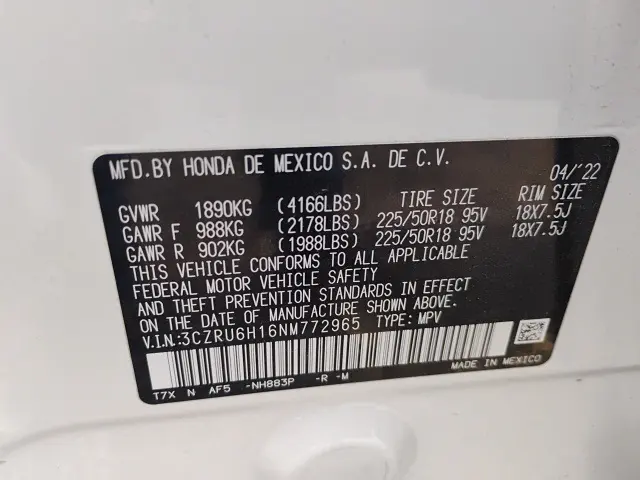 MFD.BY HONDA DE MEXICO S.A. DE C.V. 04/'22
GVWR 1890KG (4166LBS) TIRE SIZE RIM SIZE
GAWR F 988KG (2178LBS) 225/50R18 95V 18X7.5J
GAWR R 902KG (1988LBS) 225/50R18 95V 18X7.5J
THIS VEHICLE CONFORMS TO ALL APPLICABLE
FEDERAL MOTOR VEHICLE SAFETY
AND THEFT PREVENTION STANDARDS IN EFFECT
ON THE DATE OF MANUFACTURE SHOWN ABOVE.
V.I.N:3CZRU6H16NM772965 TYPE: MPV
MADE IN MEXICO
T7X N AF5 -NH883P -R -M